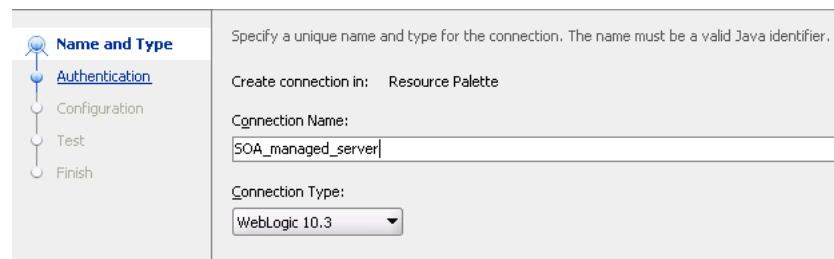 Name and Type
Authentication
Configuration
Test
Finish
Specify a unique name and type for the connection. The name must be a valid Java identifier.
Create connection in: Resource Palette
Connection Name:
SOA_managed_server
Connection Type:
WebLogic 10.3